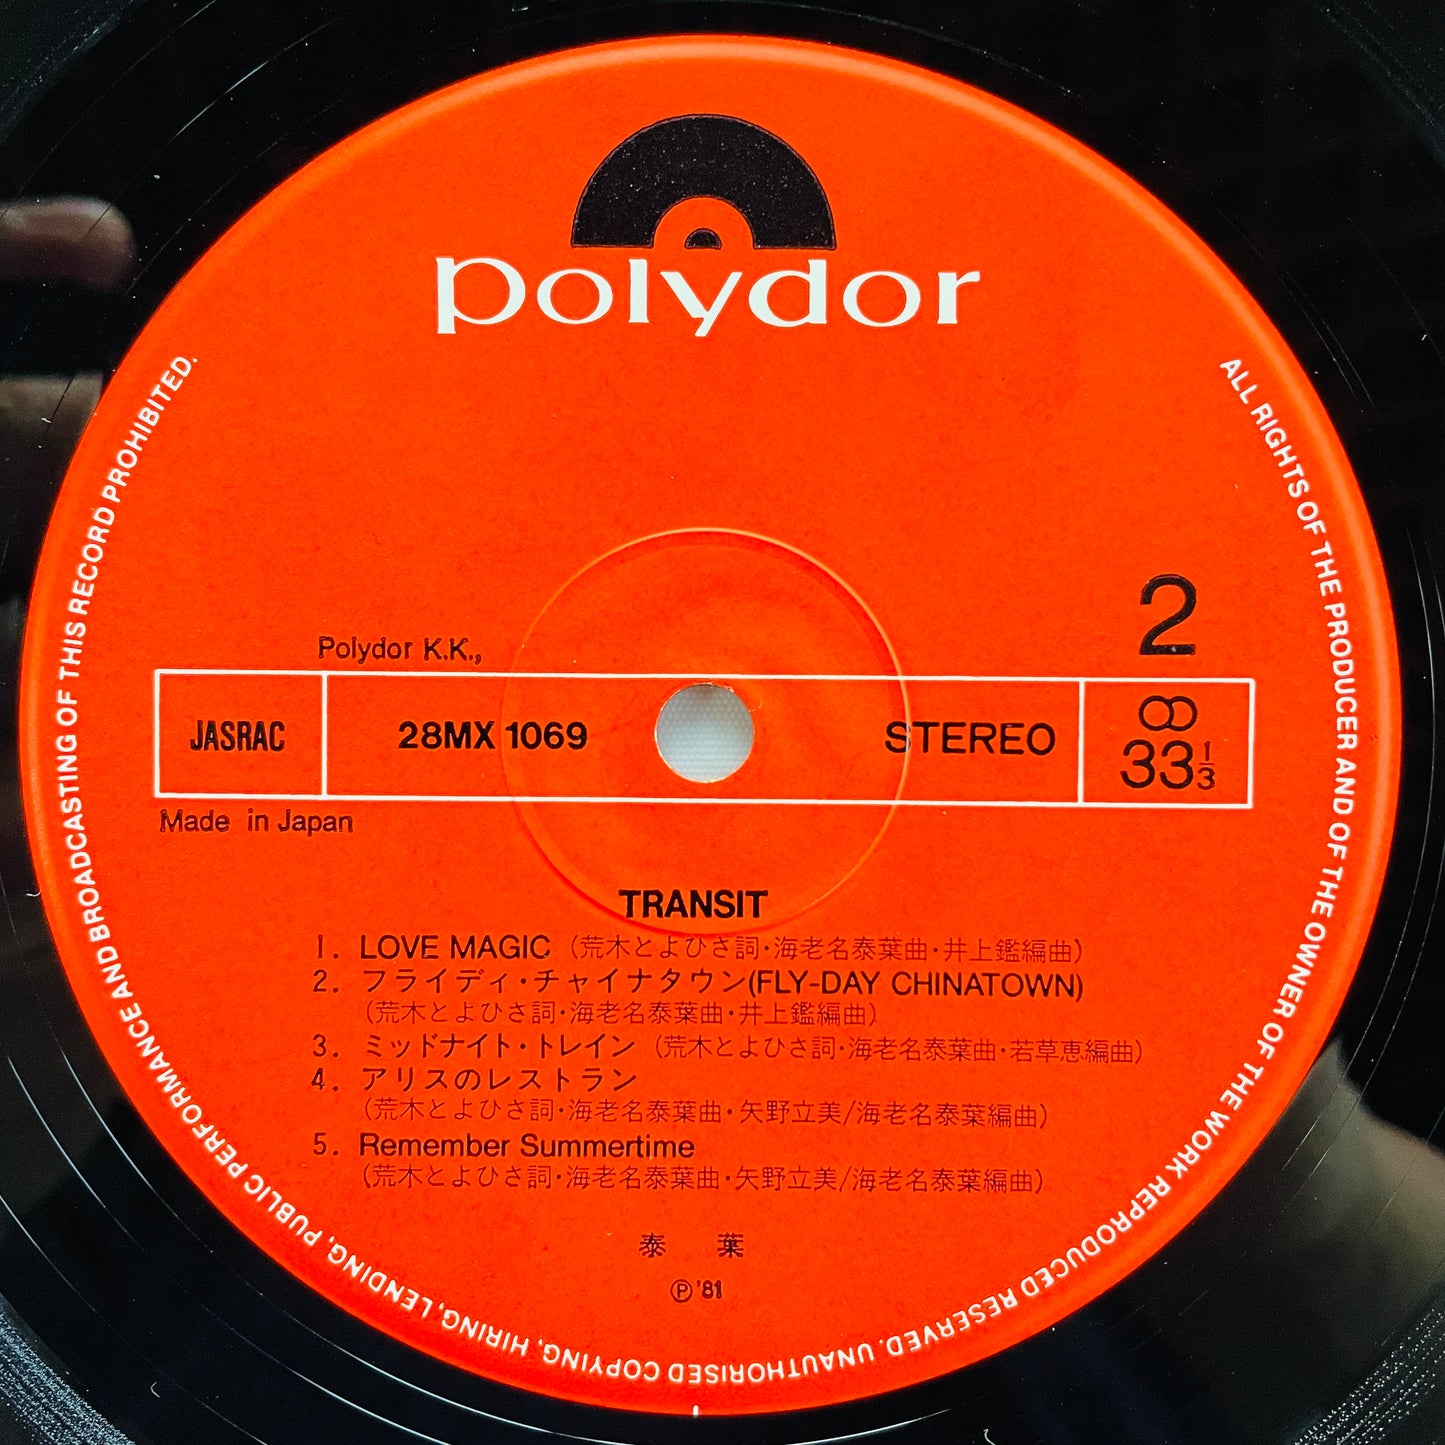 polydor
2
Polydor K.K.,
JASRAC
28MX 1069
STEREO
33 1/3
Made in Japan
TRANSIT
1. LOVE MAGIC (荒木とよひさ詞・海老名泰葉曲・井上鑑編曲)
2. フライディ・チャイナタウン(FLY-DAY CHINATOWN)
(荒木とよひさ詞・海老名泰葉曲・井上鑑編曲)
3. ミッドナイト・トレイン (荒木とよひさ詞・海老名泰葉曲・若草恵編曲)
4. アリスのレストラン
(荒木とよひさ詞・海老名泰葉曲・矢野立美/海老名泰葉編曲)
5. Remember Summertime
(荒木とよひさ詞・海老名泰葉曲・矢野立美/海老名泰葉編曲)
泰 葉
Ⓟ '81
ALL RIGHTS OF THE PRODUCER AND OF THE OWNER OF THE WORK REPRODUCED RESERVED. UNAUTHORISED COPYING, HIRING, LENDING, PUBLIC PERFORMANCE AND BROADCASTING OF THIS RECORD PROHIBITED.